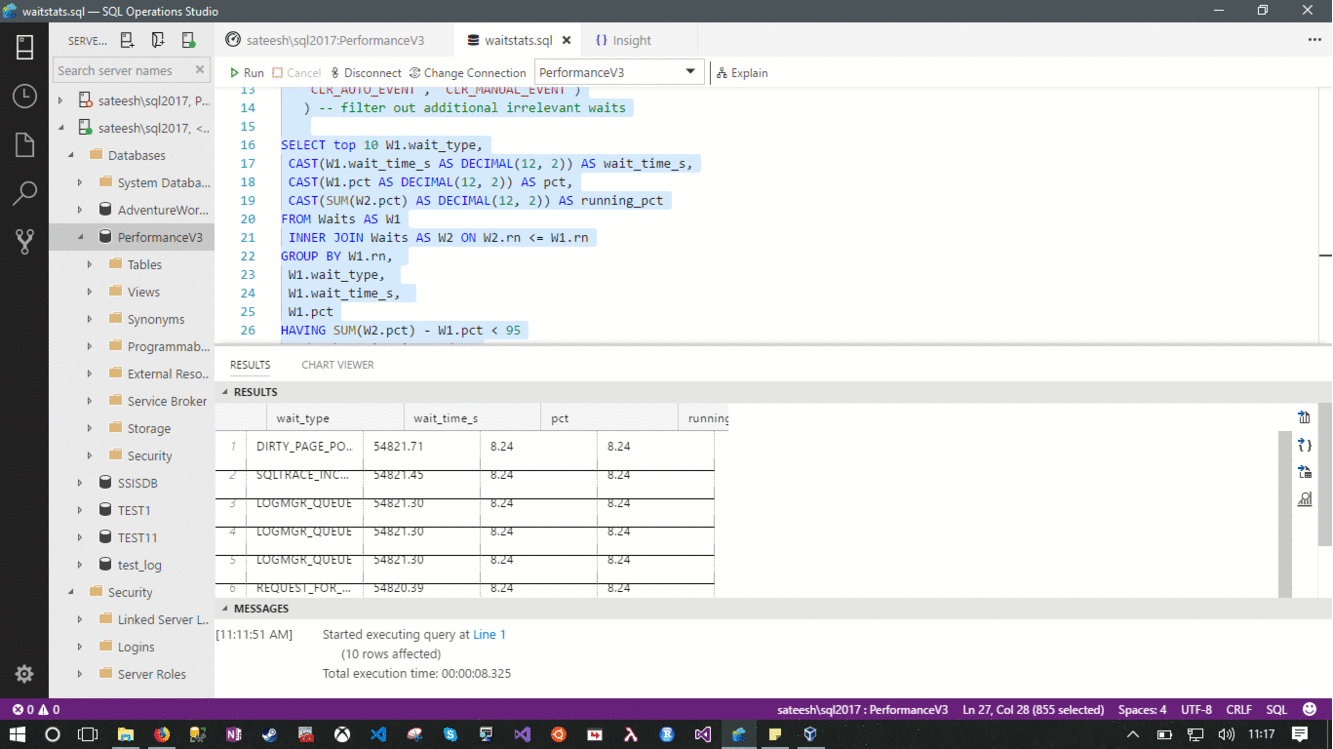 waitstats.sql — SQL Operations Studio
SERVE...
sateesh\sql2017:PerformanceV3
waitstats.sql
{} Insight
Search server names
Run
Cancel
Disconnect
Change Connection
PerformanceV3
Explain
sateesh\sql2017, P...
sateesh\sql2017, <...
Databases
System Databa...
AdventureWor...
PerformanceV3
Tables
Views
Synonyms
Programmab...
External Reso...
Service Broker
Storage
Security
SSISDB
TEST1
TEST11
test_log
Security
Linked Server L...
Logins
Server Roles
13 'CLR_AUTO_EVENT', 'CLR_MANUAL_EVENT')
14 ) -- filter out additional irrelevant waits
15
16 SELECT top 10 W1.wait_type,
17 CAST(W1.wait_time_s AS DECIMAL(12, 2)) AS wait_time_s,
18 CAST(W1.pct AS DECIMAL(12, 2)) AS pct,
19 CAST(SUM(W2.pct) AS DECIMAL(12, 2)) AS running_pct
20 FROM Waits AS W1
21 INNER JOIN Waits AS W2 ON W2.rn <= W1.rn
22 GROUP BY W1.rn,
23 W1.wait_type,
24 W1.wait_time_s,
25 W1.pct
26 HAVING SUM(W2.pct) - W1.pct < 95
RESULTS
CHART VIEWER
RESULTS
wait_type wait_time_s pct running
1 DIRTY_PAGE_PO... 54821.71 8.24 8.24
2 SQLTRACE_INC... 54821.45 8.24 8.24
3 LOGMGR_QUEUE 54821.30 8.24 8.24
4 LOGMGR_QUEUE 54821.30 8.24 8.24
5 LOGMGR_QUEUE 54821.30 8.24 8.24
6 REQUEST_FOR_... 54820.39 8.24 8.24
MESSAGES
[11:11:51 AM] Started executing query at Line 1
(10 rows affected)
Total execution time: 00:00:08.325
0 0
sateesh\sql2017 : PerformanceV3
Ln 27, Col 28 (855 selected)
Spaces: 4
UTF-8
CRLF
SQL
11:17